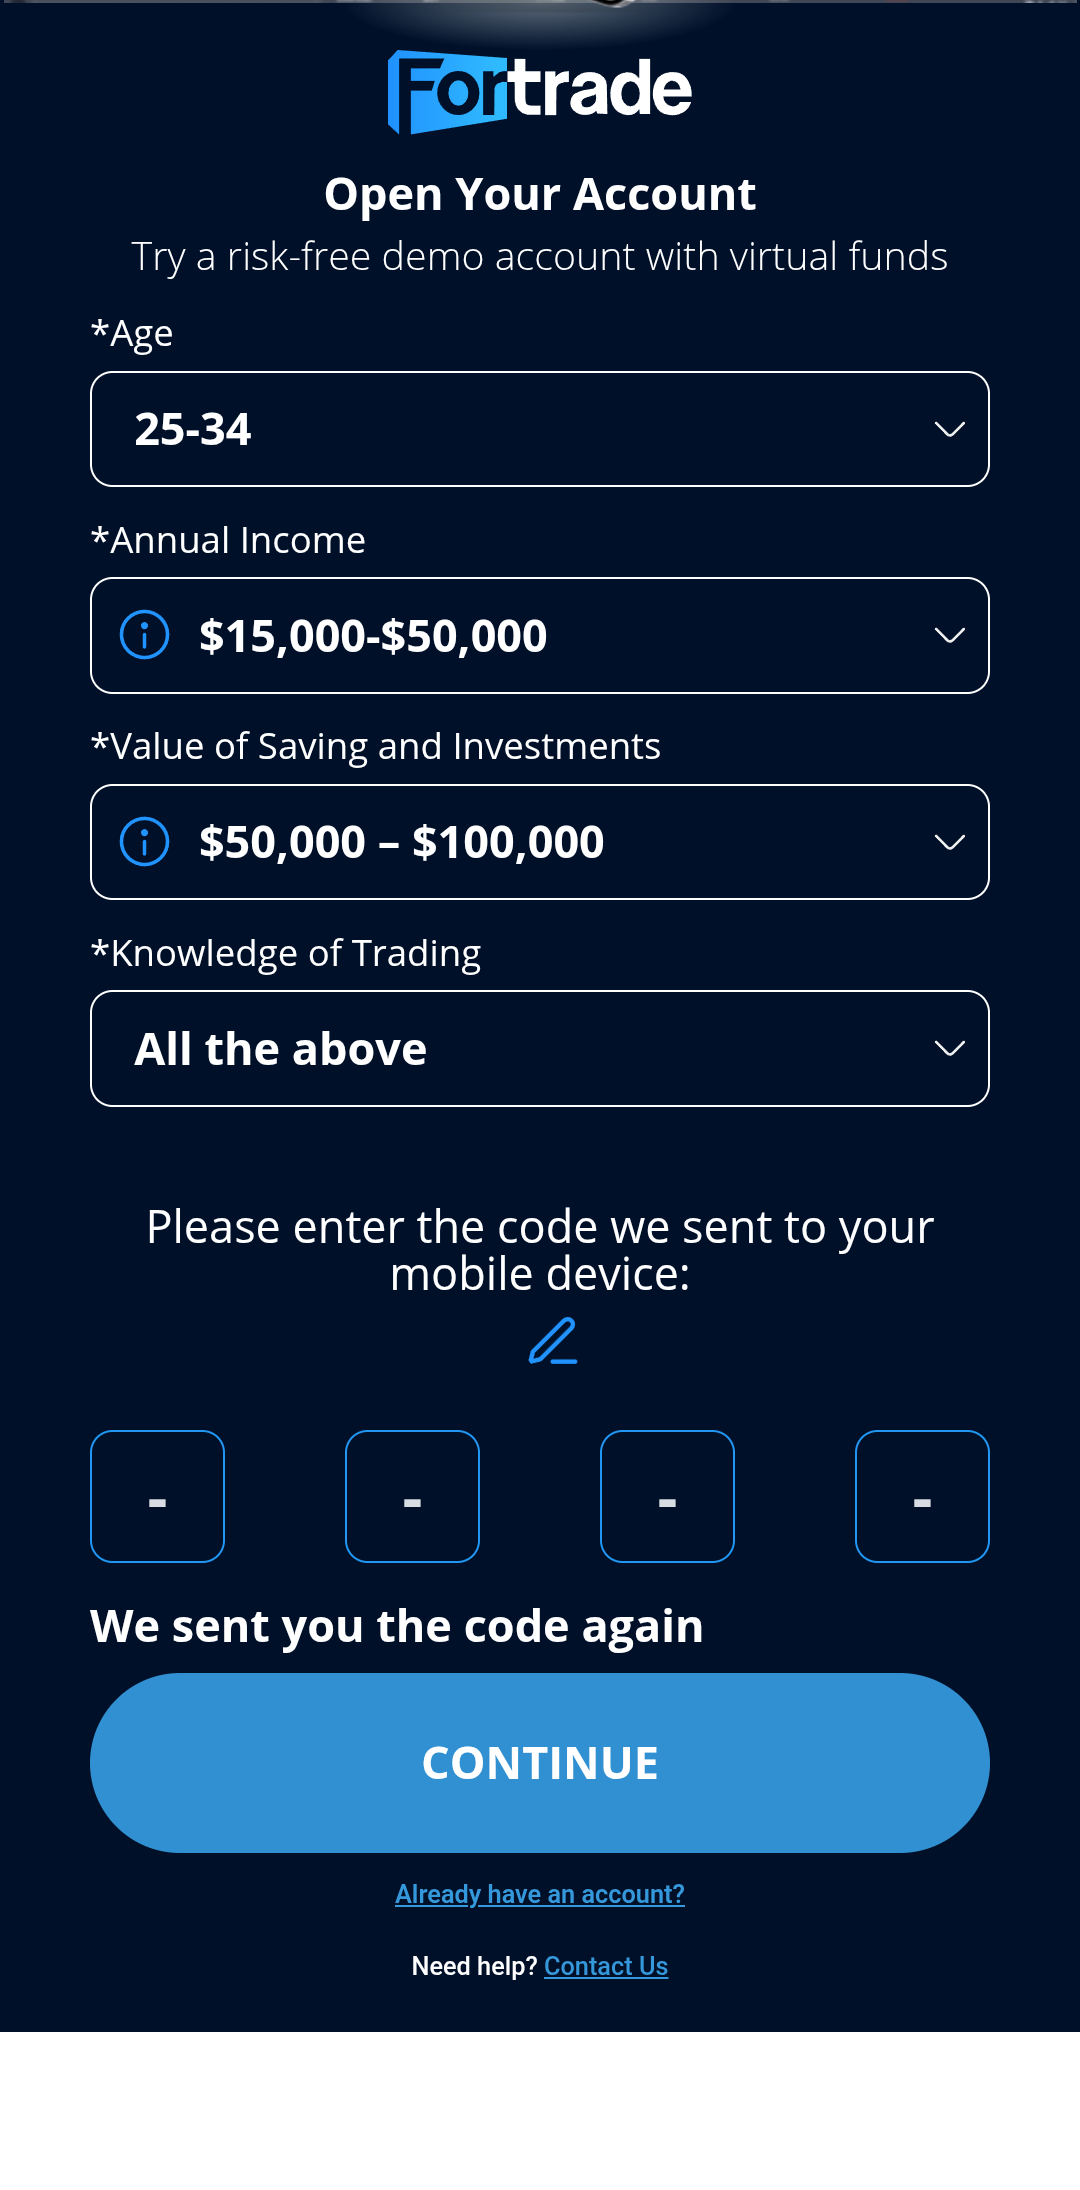 Fortrade
Open Your Account
Try a risk-free demo account with virtual funds
*Age
25-34
*Annual Income
$15,000-$50,000
*Value of Saving and Investments
$50,000 – $100,000
*Knowledge of Trading
All the above
Please enter the code we sent to your
mobile device:
- - - -
We sent you the code again
CONTINUE
Already have an account?
Need help? Contact Us